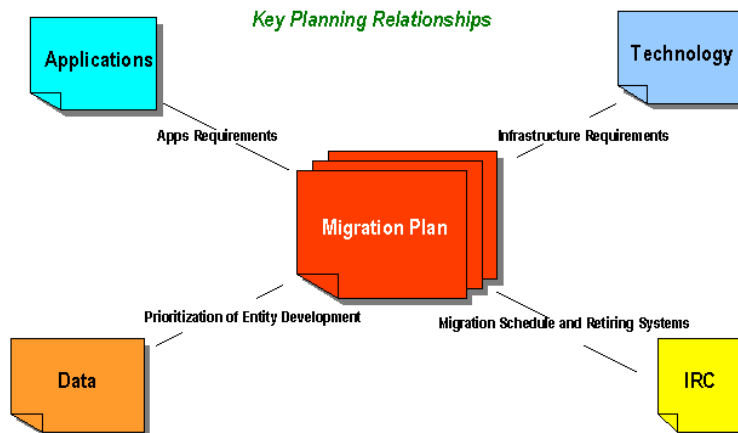 Key Planning Relationships
Applications
Technology
Apps Requirements
Infrastructure Requirements
Migration Plan
Prioritization of Entity Development
Migration Schedule and Retiring Systems
Data
IRC